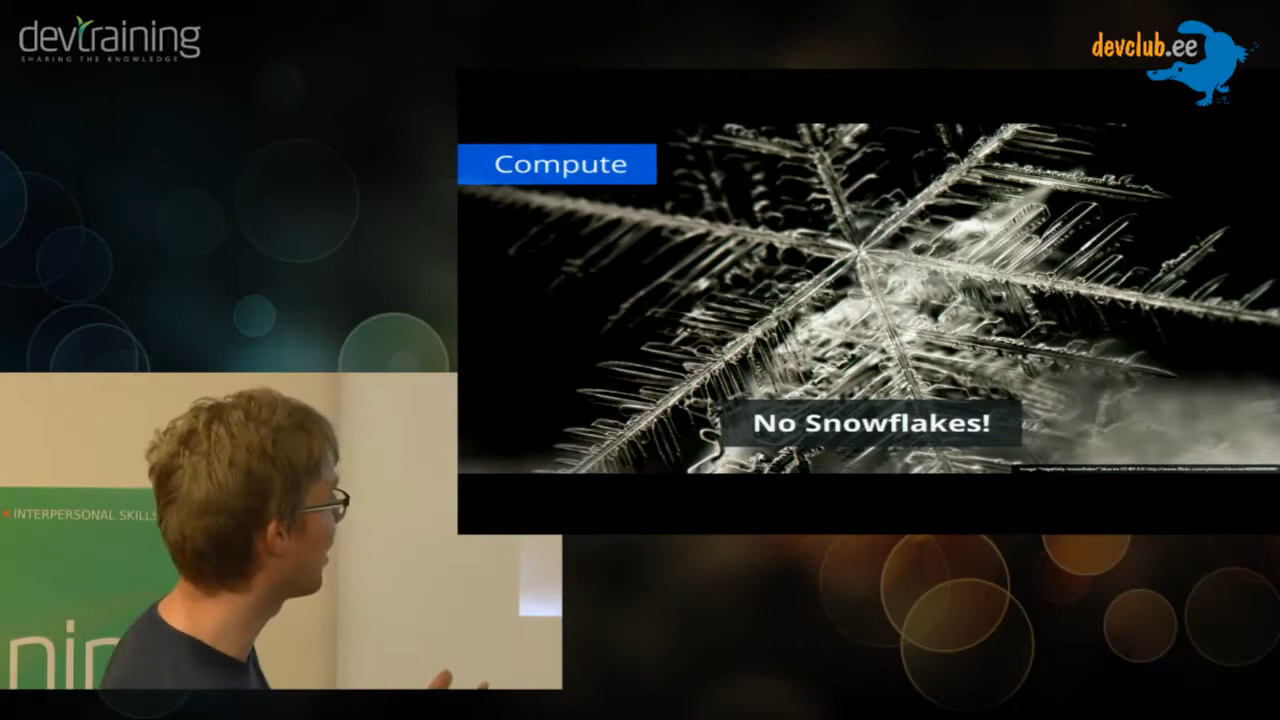 devtraining
SHARING THE KNOWLEDGE
devclub.ee
Compute
No Snowflakes!
INTERPERSONAL SKILLS